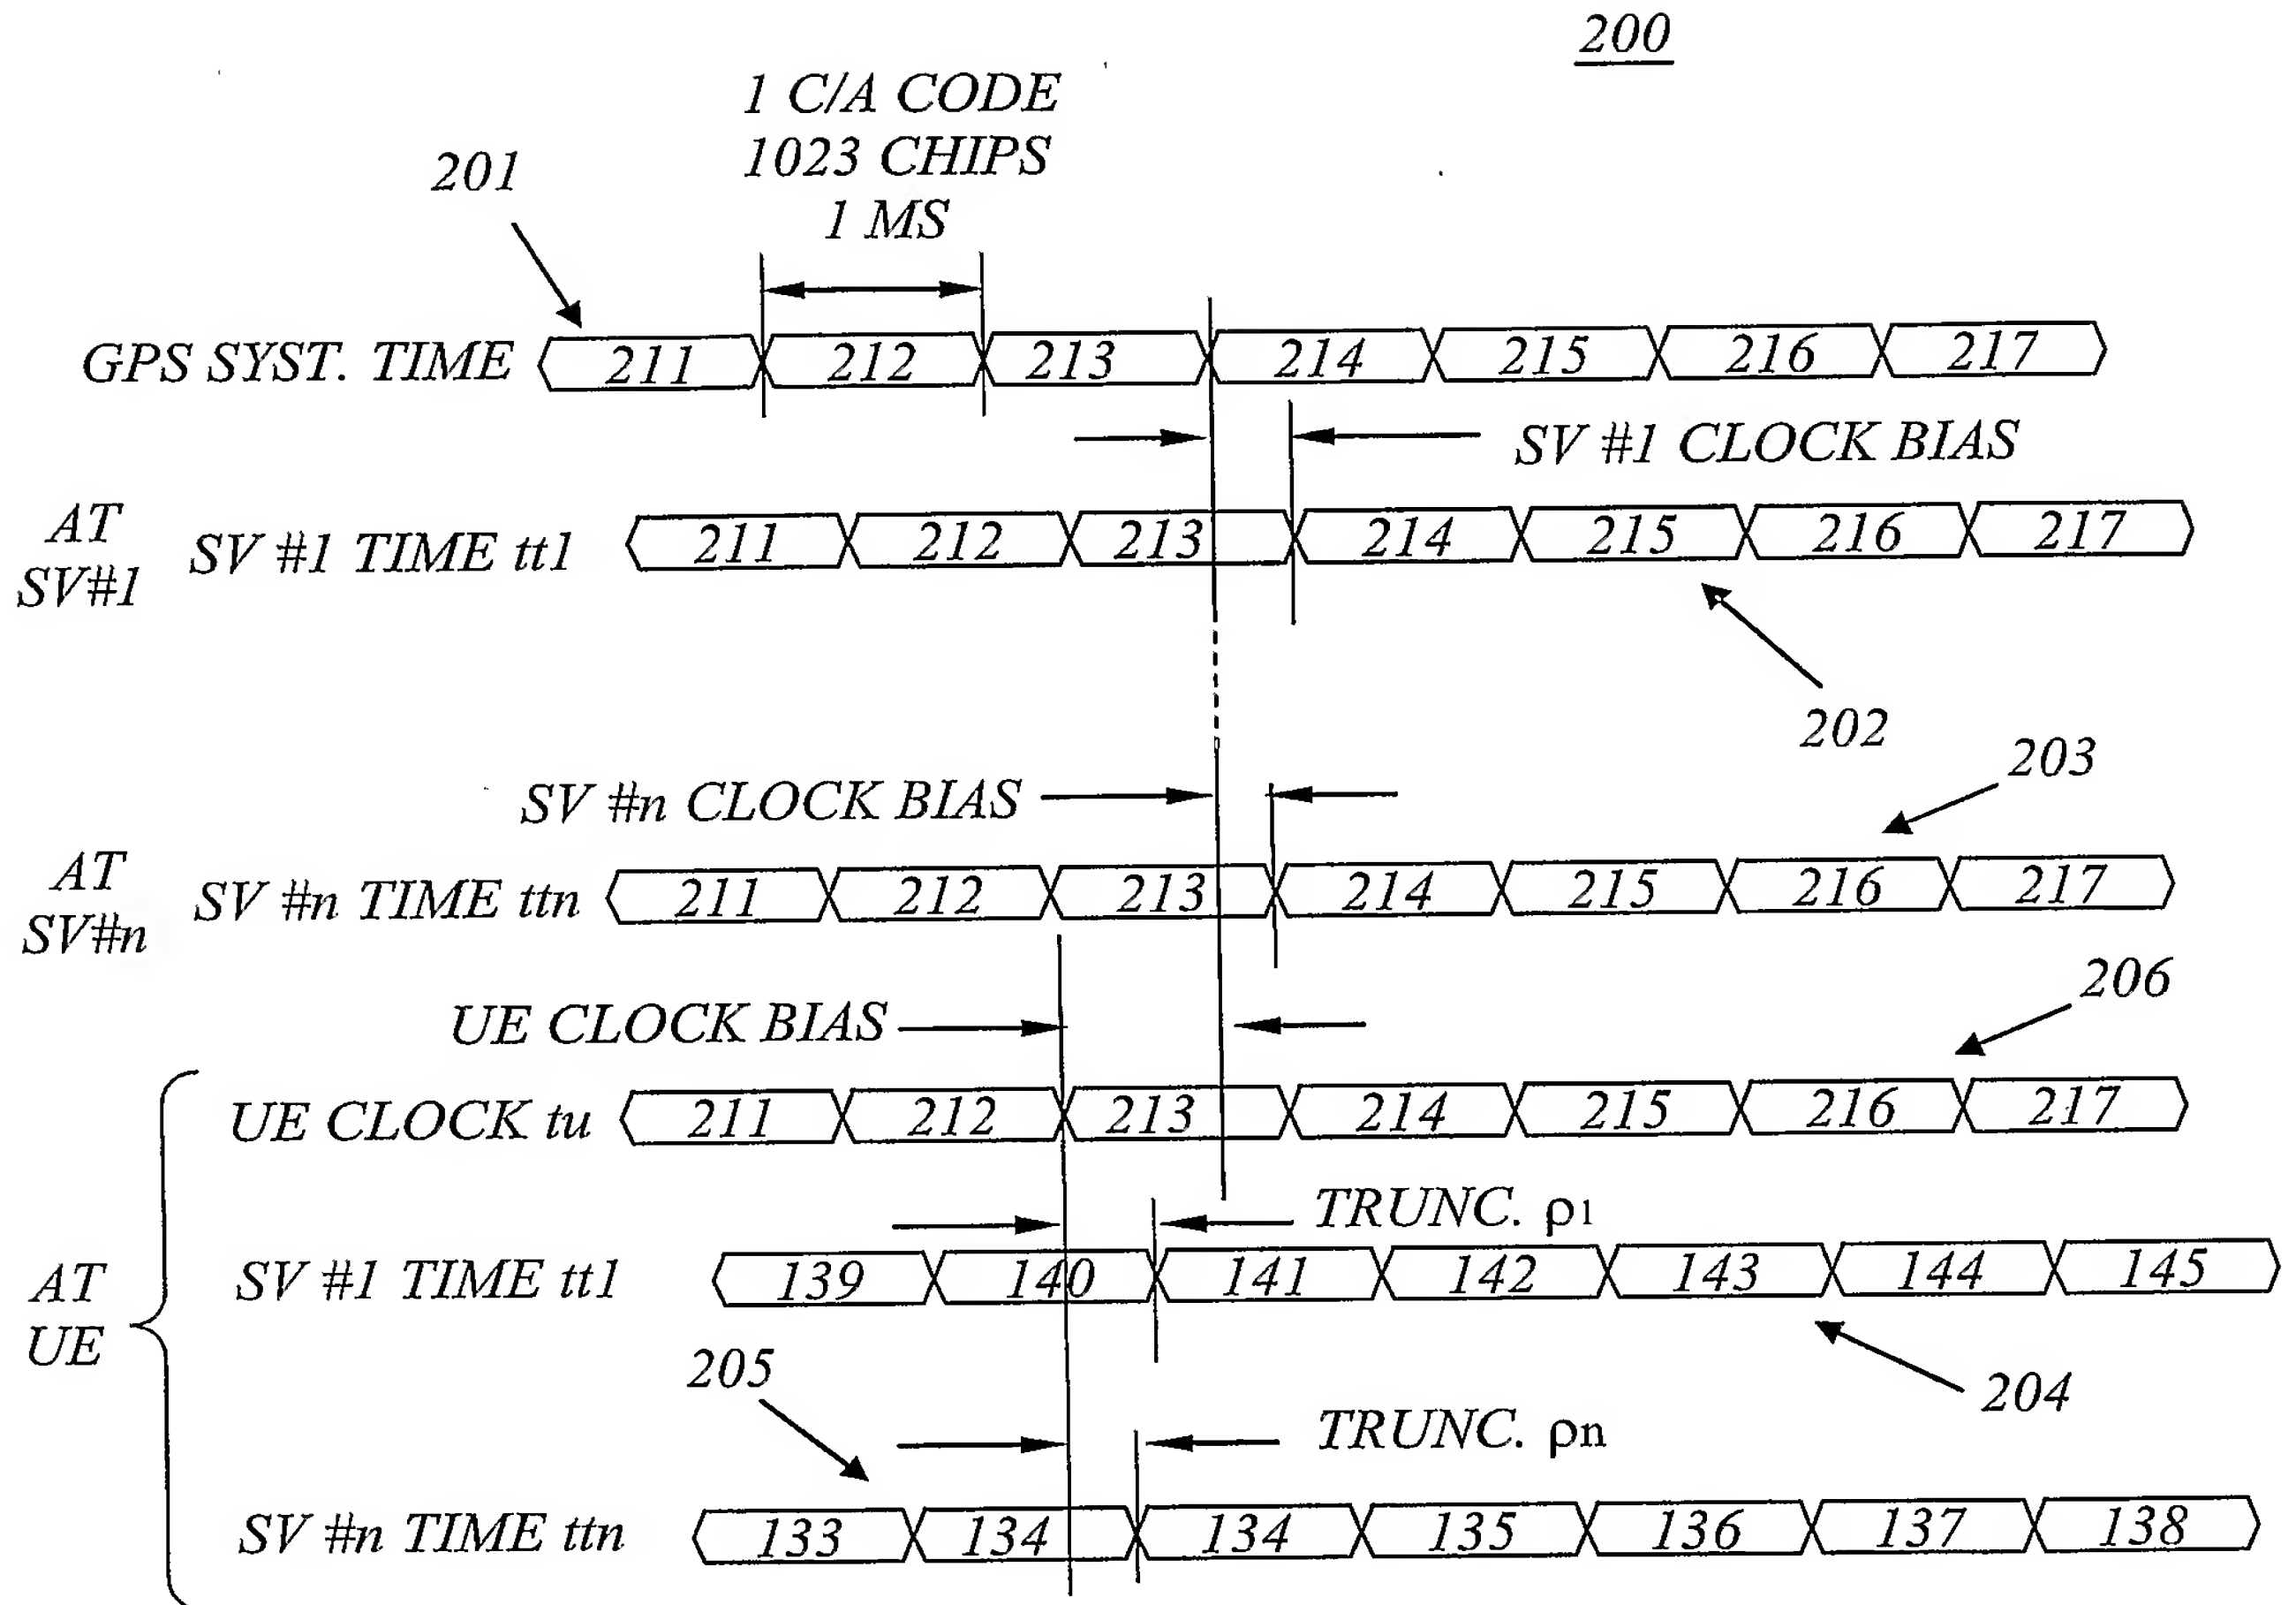 200
1 C/A CODE
1023 CHIPS
1 MS
201
GPS SYST. TIME 211 212 213 214 215 216 217
SV #1 CLOCK BIAS
AT
SV#1
SV #1 TIME tt1 211 212 213 214 215 216 217
202
203
SV #n CLOCK BIAS
AT
SV#n
SV #n TIME ttn 211 212 213 214 215 216 217
206
UE CLOCK BIAS
UE CLOCK tu 211 212 213 214 215 216 217
TRUNC. ρ1
AT
UE
SV #1 TIME tt1 139 140 141 142 143 144 145
205
204
TRUNC. ρn
SV #n TIME ttn 133 134 134 135 136 137 138